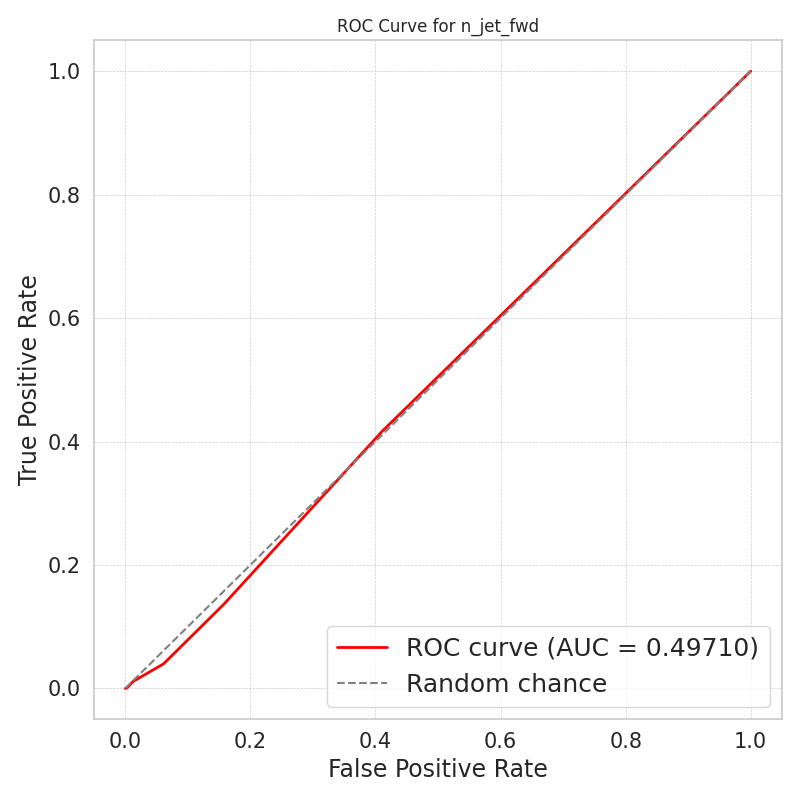 ROC Curve for n_jet_fwd
True Positive Rate
1.0
0.8
0.6
0.4
0.2
0.0
ROC curve (AUC = 0.49710)
Random chance
0.0 0.2 0.4 0.6 0.8 1.0
False Positive Rate